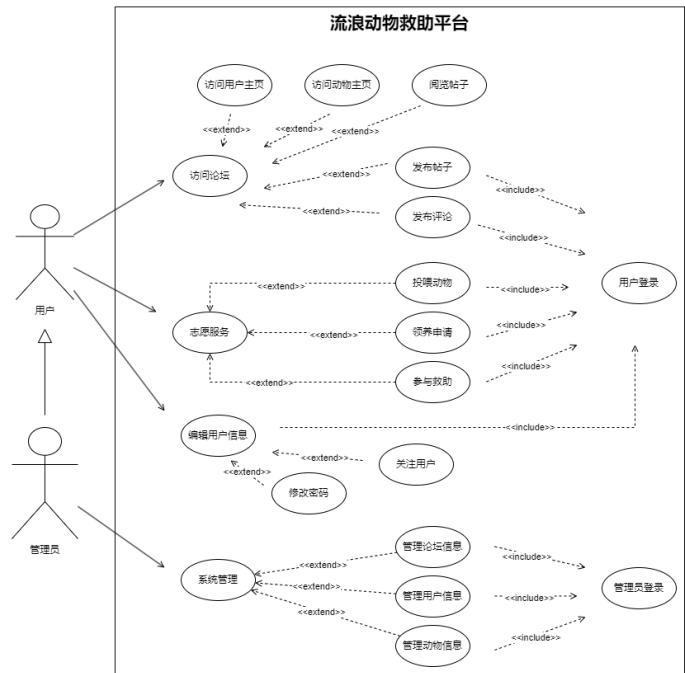 流浪动物救助平台
访问用户主页
访问动物主页
阅览帖子
<<extend>>
<<extend>>
<<extend>>
访问论坛
发布帖子
<<extend>>
<<include>>
发布评论
<<extend>>
<<include>>
用户
投喂动物
<<extend>>
<<include>>
用户登录
志愿服务
领养申请
<<extend>>
<<include>>
参与救助
<<extend>>
<<include>>
编辑用户信息
<<include>>
关注用户
<<extend>>
<<extend>>
修改密码
管理员
管理论坛信息
<<extend>>
<<include>>
系统管理
管理用户信息
<<extend>>
<<include>>
管理员登录
<<extend>>
管理动物信息
<<include>>